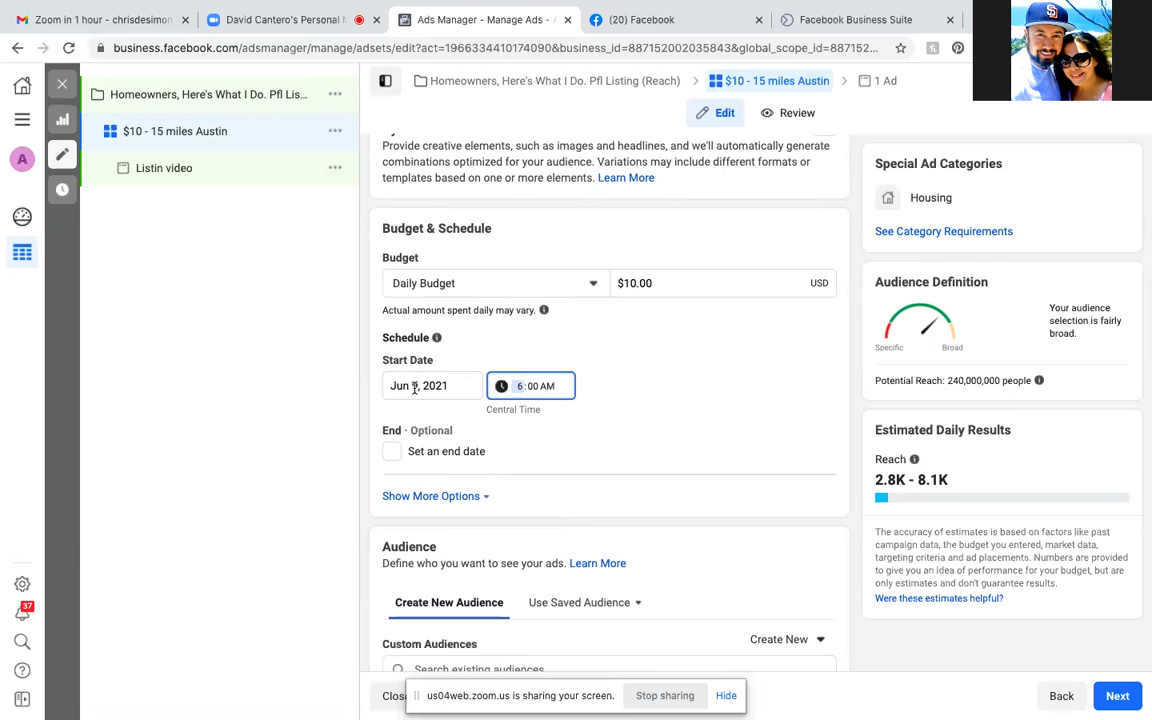 Zoom in 1 hour - chrisdesimon
David Cantero's Personal
Ads Manager - Manage Ads -
(20) Facebook
Facebook Business Suite
business.facebook.com/adsmanager/manage/adsets/edit?act=1966334410174090&business_id=887152002035843&global_scope_id=887152...
Homeowners, Here's What I Do. Pfl Lis...
$10 - 15 miles Austin
Listin video
A
37
Homeowners, Here's What I Do. Pfl Listing (Reach)
$10 - 15 miles Austin
1 Ad
Edit
Review
Provide creative elements, such as images and headlines, and we'll automatically generate
combinations optimized for your audience. Variations may include different formats or
templates based on one or more elements. Learn More
Budget & Schedule
Budget
Daily Budget
$10.00
USD
Actual amount spent daily may vary.
Schedule
Start Date
Jun , 2021
6:00 AM
Central Time
End · Optional
Set an end date
Show More Options
Audience
Define who you want to see your ads. Learn More
Create New Audience
Use Saved Audience
Custom Audiences
Create New
Search existing audiences
us04web.zoom.us is sharing your screen.
Stop sharing
Hide
Back
Next
Special Ad Categories
Housing
See Category Requirements
Audience Definition
Specific
Broad
Your audience
selection is fairly
broad.
Potential Reach: 240,000,000 people
Estimated Daily Results
Reach
2.8K - 8.1K
The accuracy of estimates is based on factors like past
campaign data, the budget you entered, market data,
targeting criteria and ad placements. Numbers are provided
to give you an idea of performance for your budget, but are
only estimates and don't guarantee results.
Were these estimates helpful?